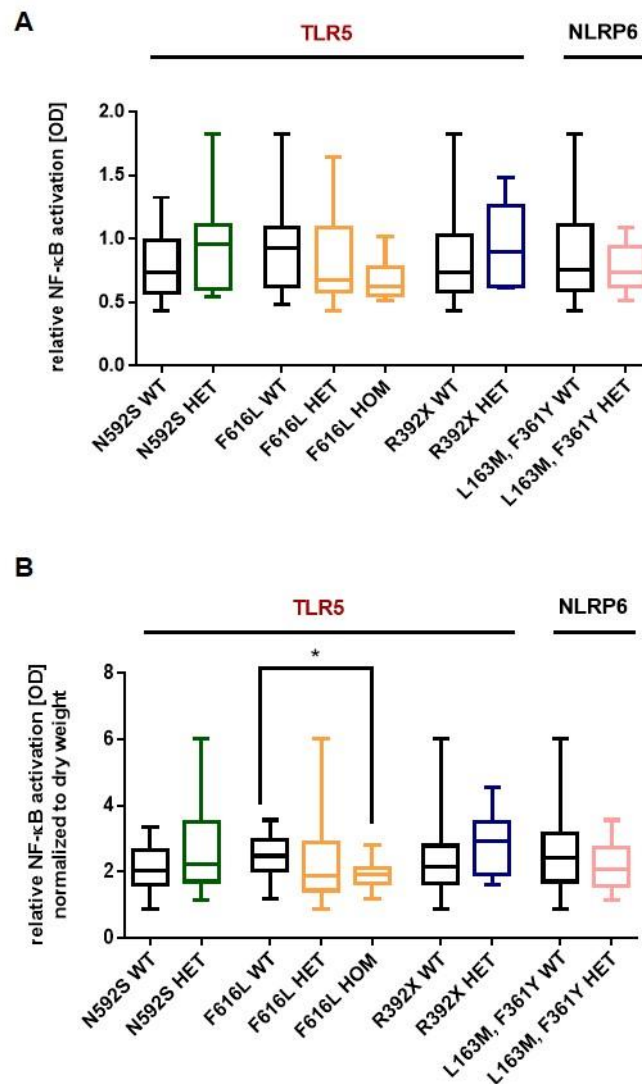 A
TLR5
NLRP6
relative NF-κB activation [OD]
2.0
1.5
1.0
0.5
0.0
N592S WT
N592S HET
F616L WT
F616L HET
F616L HOM
R392X WT
R392X HET
L163M, F361Y WT
L163M, F361Y HET
B
TLR5
NLRP6
relative NF-κB activation [OD]
normalized to dry weight
8
6
4
2
0
*
N592S WT
N592S HET
F616L WT
F616L HET
F616L HOM
R392X WT
R392X HET
L163M, F361Y WT
L163M, F361Y HET